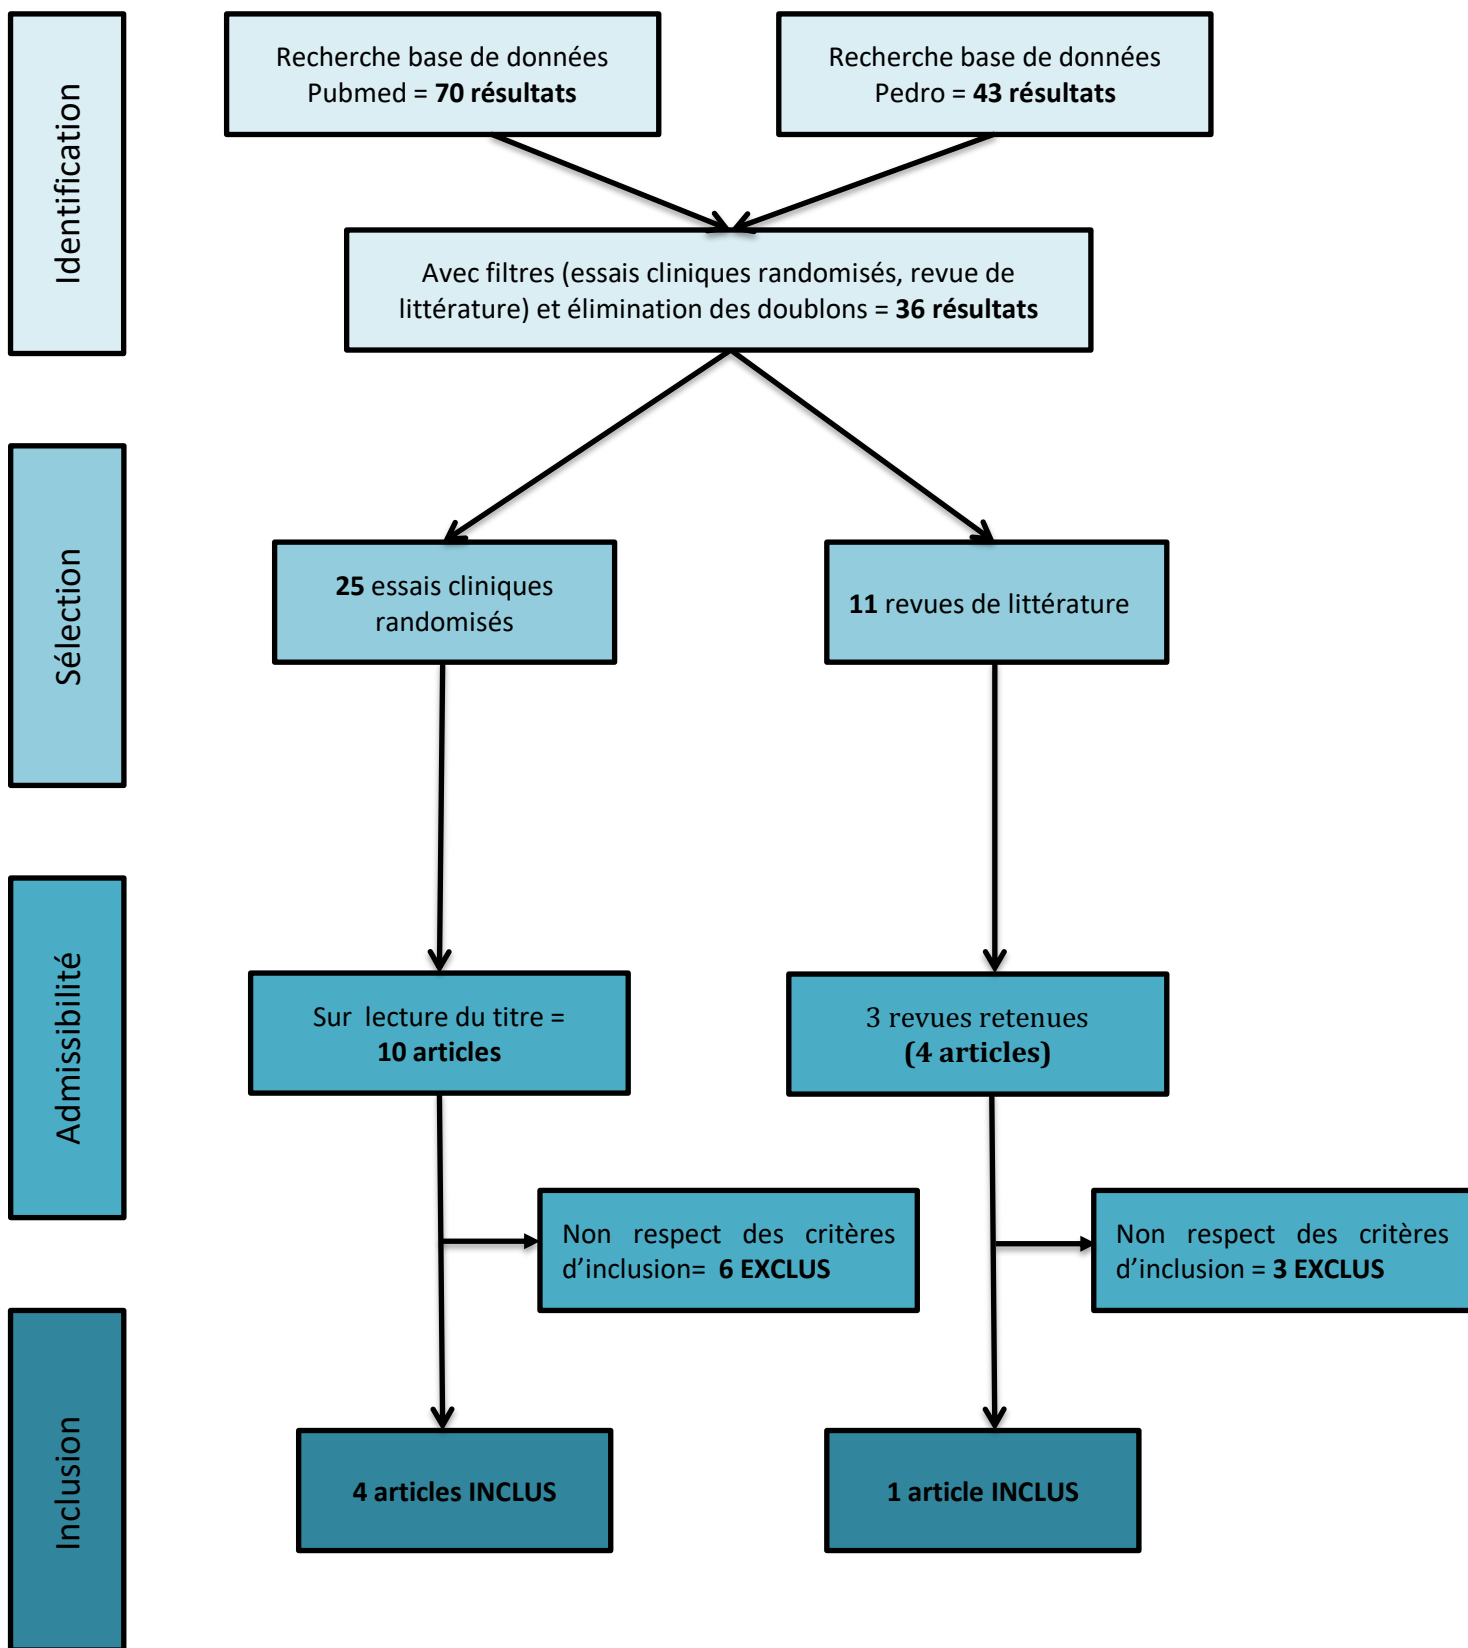 Identification
Recherche base de données
Pubmed = 70 résultats
Recherche base de données
Pedro = 43 résultats
Avec filtres (essais cliniques randomisés, revue de
littérature) et élimination des doublons = 36 résultats
Sélection
25 essais cliniques
randomisés
11 revues de littérature
Admissibilité
Sur lecture du titre =
10 articles
3 revues retenues
(4 articles)
Non respect des critères
d’inclusion= 6 EXCLUS
Non respect des critères
d’inclusion = 3 EXCLUS
Inclusion
4 articles INCLUS
1 article INCLUS